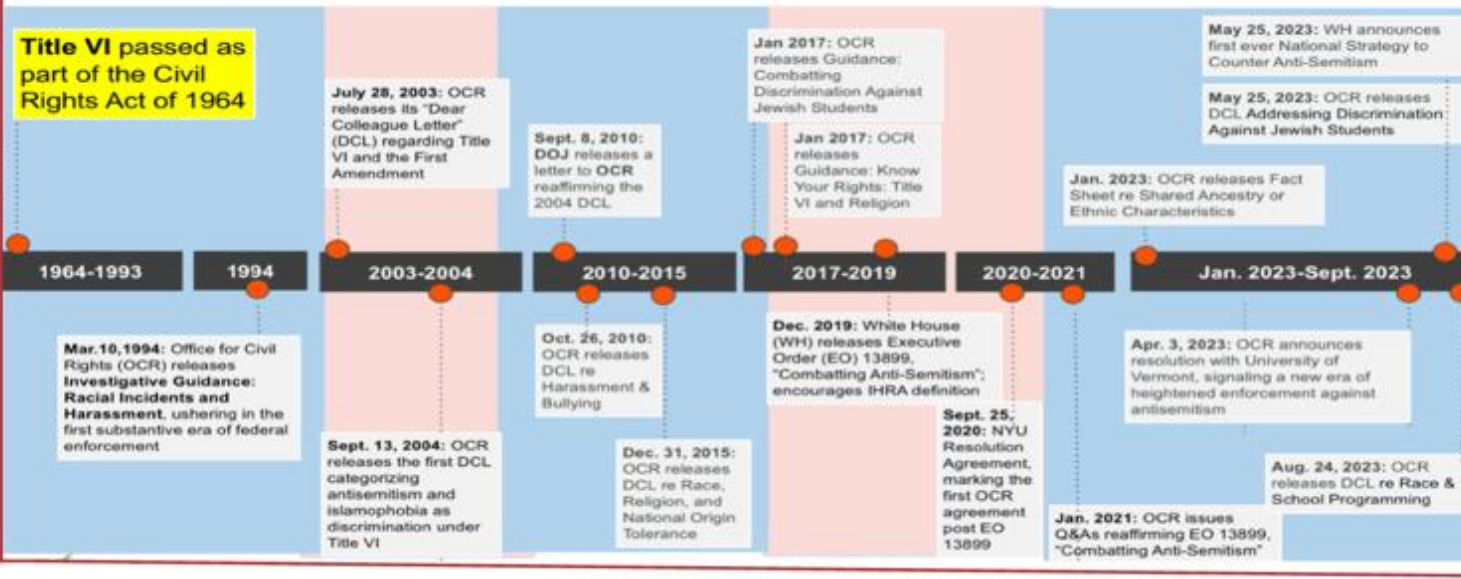 Title VI passed as
part of the Civil
Rights Act of 1964
July 28, 2003: OCR
releases its "Dear
Colleague Letter"
(DCL) regarding Title
VI and the First
Amendment
Sept. 8, 2010:
DOJ releases a
letter to OCR
reaffirming the
2004 DCL
Jan 2017: OCR
releases Guidance:
Combatting
Discrimination Against
Jewish Students
Jan 2017: OCR
releases
Guidance: Know
Your Rights: Title
VI and Religion
May 25, 2023: WH announces
first ever National Strategy to
Counter Anti-Semitism
May 25, 2023: OCR releases
DCL Addressing Discrimination
Against Jewish Students
Jan. 2023: OCR releases Fact
Sheet re Shared Ancestry or
Ethnic Characteristics
1964-1993
1994
2003-2004
2010-2015
2017-2019
2020-2021
Jan. 2023-Sept. 2023
Mar.10,1994: Office for Civil
Rights (OCR) releases
Investigative Guidance:
Racial Incidents and
Harassment, ushering in the
first substantive era of federal
enforcement
Sept. 13, 2004: OCR
releases the first DCL
categorizing
antisemitism and
islamophobia as
discrimination under
Title VI
Oct. 26, 2010:
OCR releases
DCL re
Harassment &
Bullying
Dec. 31, 2015:
OCR releases
DCL re Race,
Religion, and
National Origin
Tolerance
Dec. 2019: White House
(WH) releases Executive
Order (EO) 13899,
"Combatting Anti-Semitism";
encourages IHRA definition
Sept. 25,
2020: NYU
Resolution
Agreement,
marking the
first OCR
agreement
post EO
13899
Jan. 2021: OCR issues
Q&As reaffirming EO 13899,
"Combatting Anti-Semitism"
Apr. 3, 2023: OCR announces
resolution with University of
Vermont, signaling a new era of
heightened enforcement against
antisemitism
Aug. 24, 2023: OCR
releases DCL re Race &
School Programming